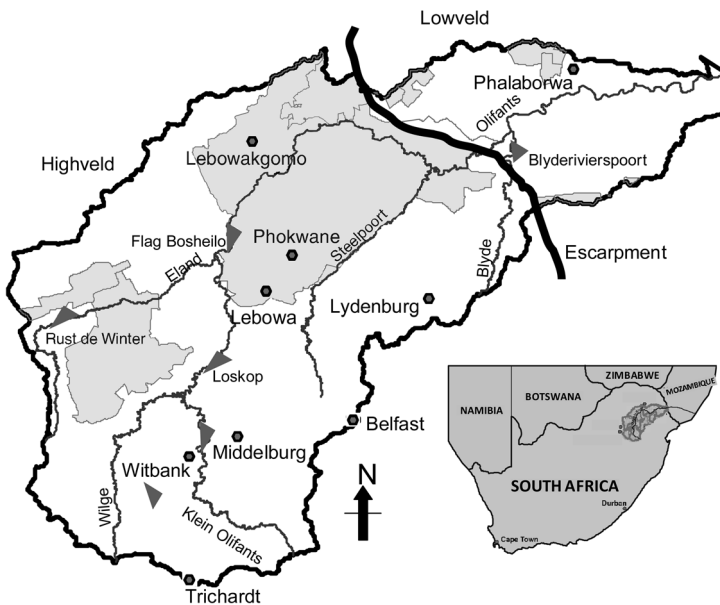 Lowveld
Phalaborwa
Olifants
Highveld
Lebowakgomo
Blyderivierspoort
Flag Bosheilo
Phokwane
Steelpoort
Escarpment
Eland
Blyde
Lebowa
Lydenburg
Rust de Winter
Loskop
Belfast
Middelburg
Witbank
Wilge
Klein Olifants
N
Trichardt
ZIMBABWE
MOZAMBIQUE
BOTSWANA
NAMIBIA
SOUTH AFRICA
Durban
Cape Town